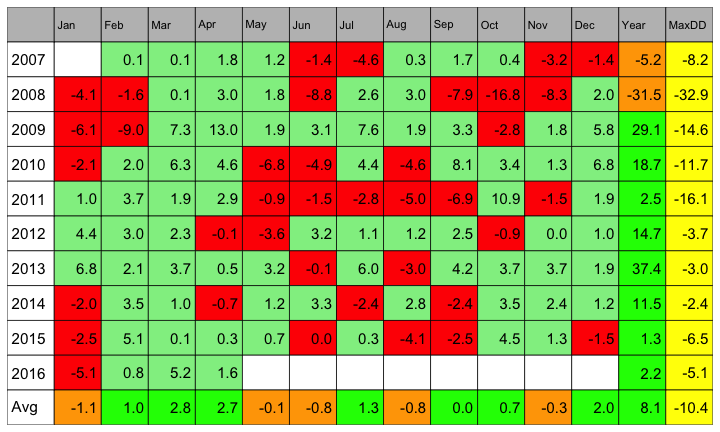 Jan Feb Mar Apr May Jun Jul Aug Sep Oct Nov Dec Year MaxDD
2007 0.1 0.1 1.8 1.2 -1.4 -4.6 0.3 1.7 0.4 -3.2 -1.4 -5.2 -8.2
2008 -4.1 -1.6 0.1 3.0 1.8 -8.8 2.6 3.0 -7.9 -16.8 -8.3 2.0 -31.5 -32.9
2009 -6.1 -9.0 7.3 13.0 1.9 3.1 7.6 1.9 3.3 -2.8 1.8 5.8 29.1 -14.6
2010 -2.1 2.0 6.3 4.6 -6.8 -4.9 4.4 -4.6 8.1 3.4 1.3 6.8 18.7 -11.7
2011 1.0 3.7 1.9 2.9 -0.9 -1.5 -2.8 -5.0 -6.9 10.9 -1.5 1.9 2.5 -16.1
2012 4.4 3.0 2.3 -0.1 -3.6 3.2 1.1 1.2 2.5 -0.9 0.0 1.0 14.7 -3.7
2013 6.8 2.1 3.7 0.5 3.2 -0.1 6.0 -3.0 4.2 3.7 3.7 1.9 37.4 -3.0
2014 -2.0 3.5 1.0 -0.7 1.2 3.3 -2.4 2.8 -2.4 3.5 2.4 1.2 11.5 -2.4
2015 -2.5 5.1 0.1 0.3 0.7 0.0 0.3 -4.1 -2.5 4.5 1.3 -1.5 1.3 -6.5
2016 -5.1 0.8 5.2 1.6 2.2 -5.1
Avg -1.1 1.0 2.8 2.7 -0.1 -0.8 1.3 -0.8 0.0 0.7 -0.3 2.0 8.1 -10.4